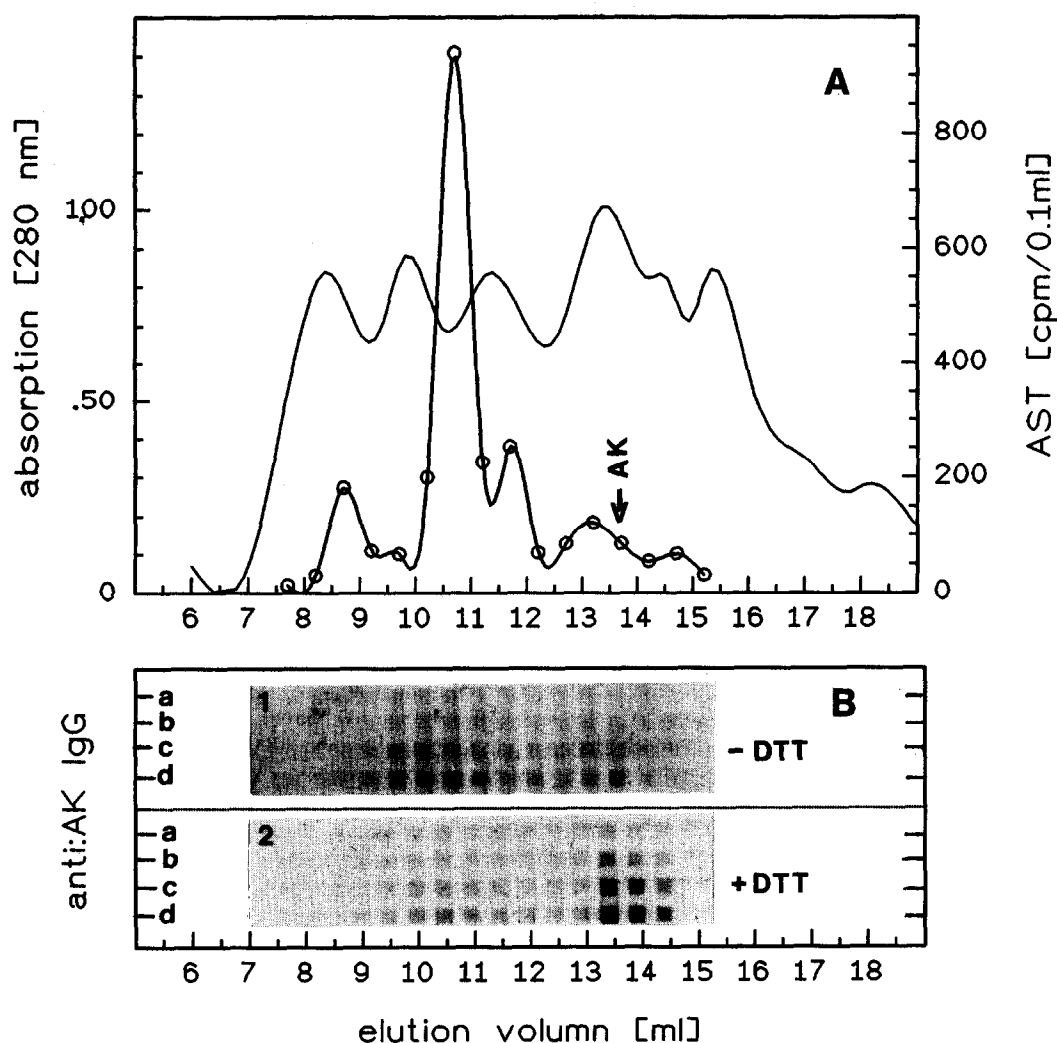 A
absorption [280 nm]
1,00
.50
0
AST [cpm/0.1ml]
800
600
400
200
0
AK
6 7 8 9 10 11 12 13 14 15 16 17 18
B
anti:AK IgG
a
b
c
d
1
- DTT
a
b
c
d
2
+ DTT
6 7 8 9 10 11 12 13 14 15 16 17 18
elution volumn [ml]